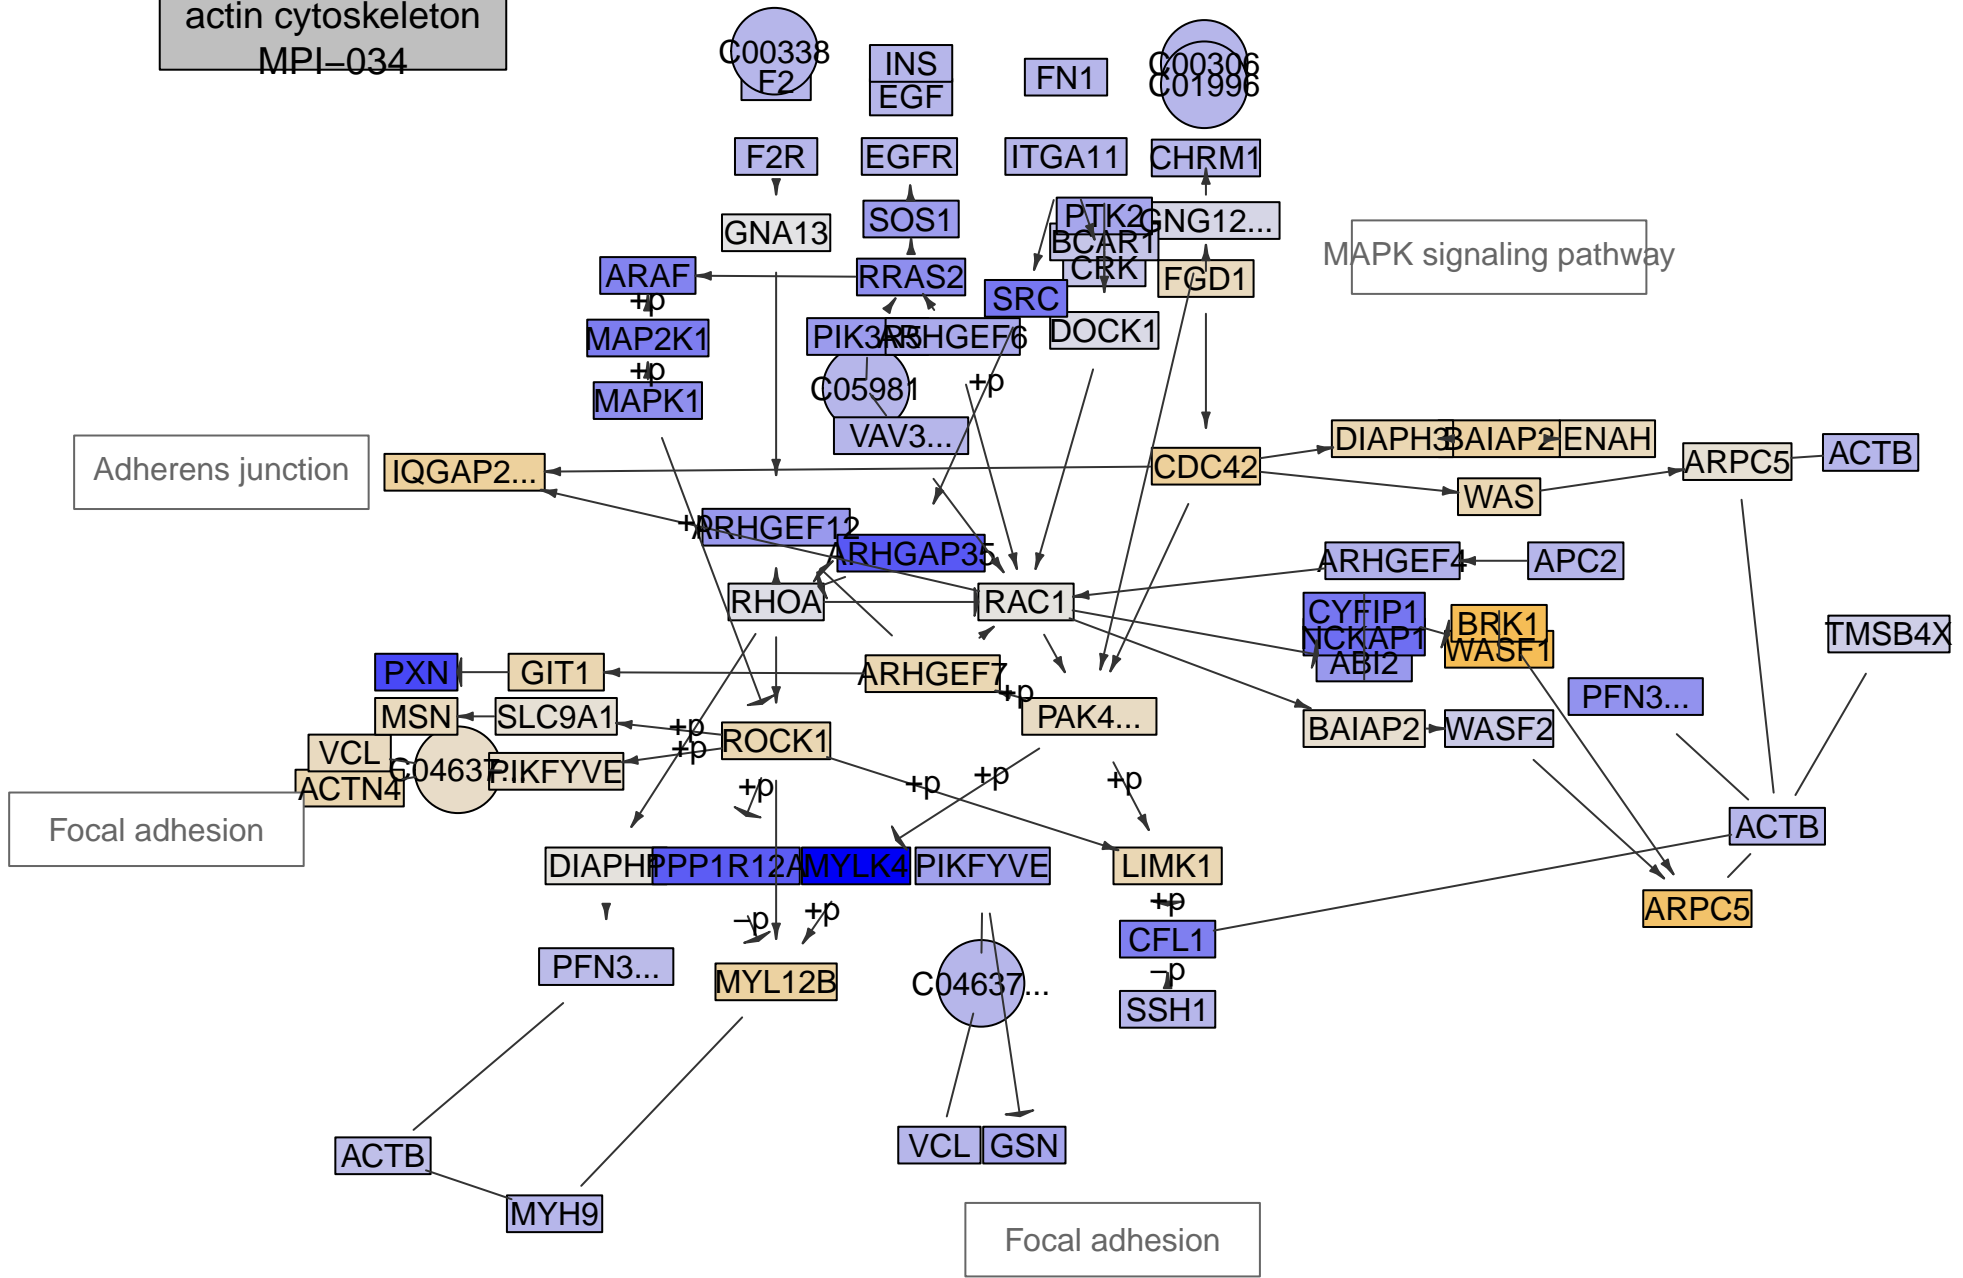 actin cytoskeleton
MPI−034
C00338
F2
INS
EGF
FN1
C00306
C01996
F2R
EGFR
ITGA11
CHRM1
GNA13
SOS1
PTK2
GNG12...
BCAR1
CRK
FGD1
MAPK signaling pathway
ARAF
RRAS2
SRC
+p
MAP2K1
ARHGEF6
DOCK1
+p
MAPK1
C05981
+p
VAV3...
Adherens junction
IQGAP2...
CDC42
DIAPH3
BAIAP2
ENAH
ARPC5
ACTB
WAS
+p
ARHGEF12
ARHGAP35
ARHGEF4
APC2
RHOA
RAC1
CYFIP1
NCKAP1
ABI2
BRK1
WASF1
TMSB4X
PXN
GIT1
ARHGEF7
+p
PFN3...
MSN
SLC9A1
+p
ROCK1
PAK4...
BAIAP2
WASF2
VCL
C04637...
PIKFYVE
+p
ACTN4
+p
+p
+p
+p
Focal adhesion
ACTB
PPP1R12A
MYLK4
PIKFYVE
LIMK1
−p
+p
+p
ARPC5
CFL1
PFN3...
MYL12B
C04637...
−p
SSH1
VCL
GSN
ACTB
MYH9
Focal adhesion